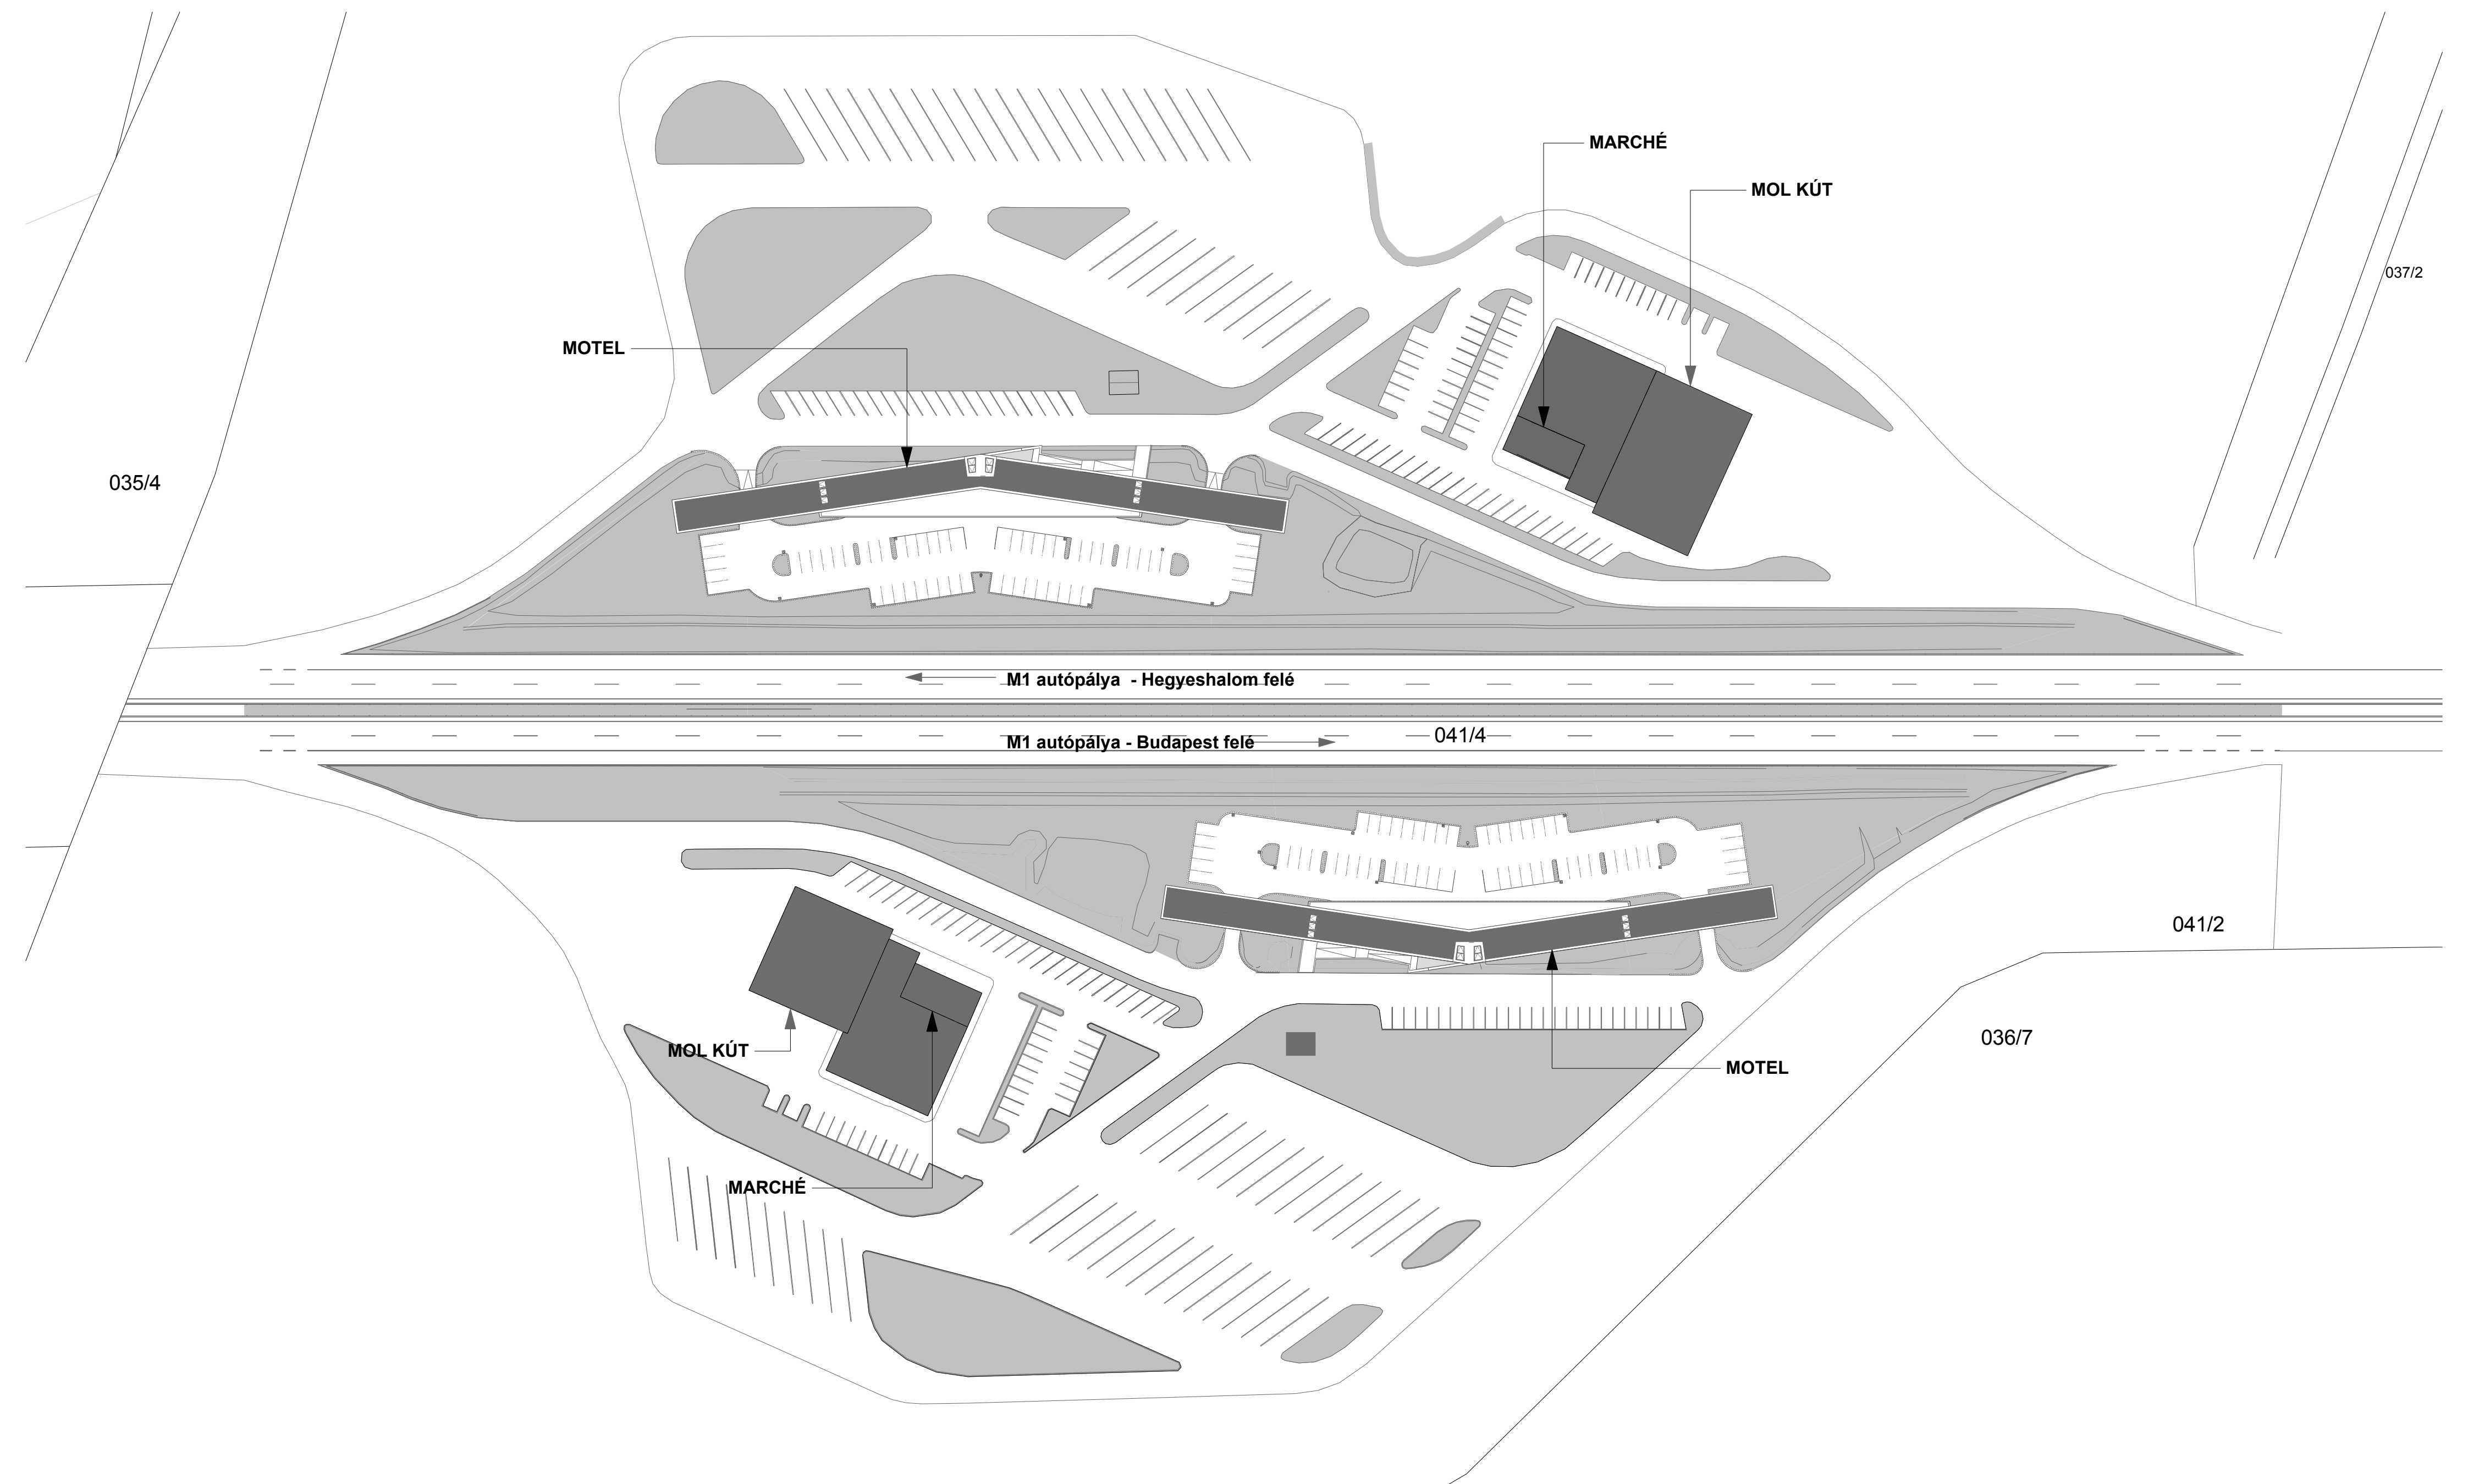 MARCHÉ
MOL KÚT
037/2
MOTEL
035/4
M1 autópálya - Hegyeshalom felé
041/4
M1 autópálya - Budapest felé
041/2
036/7
MOL KÚT
MOTEL
MARCHÉ